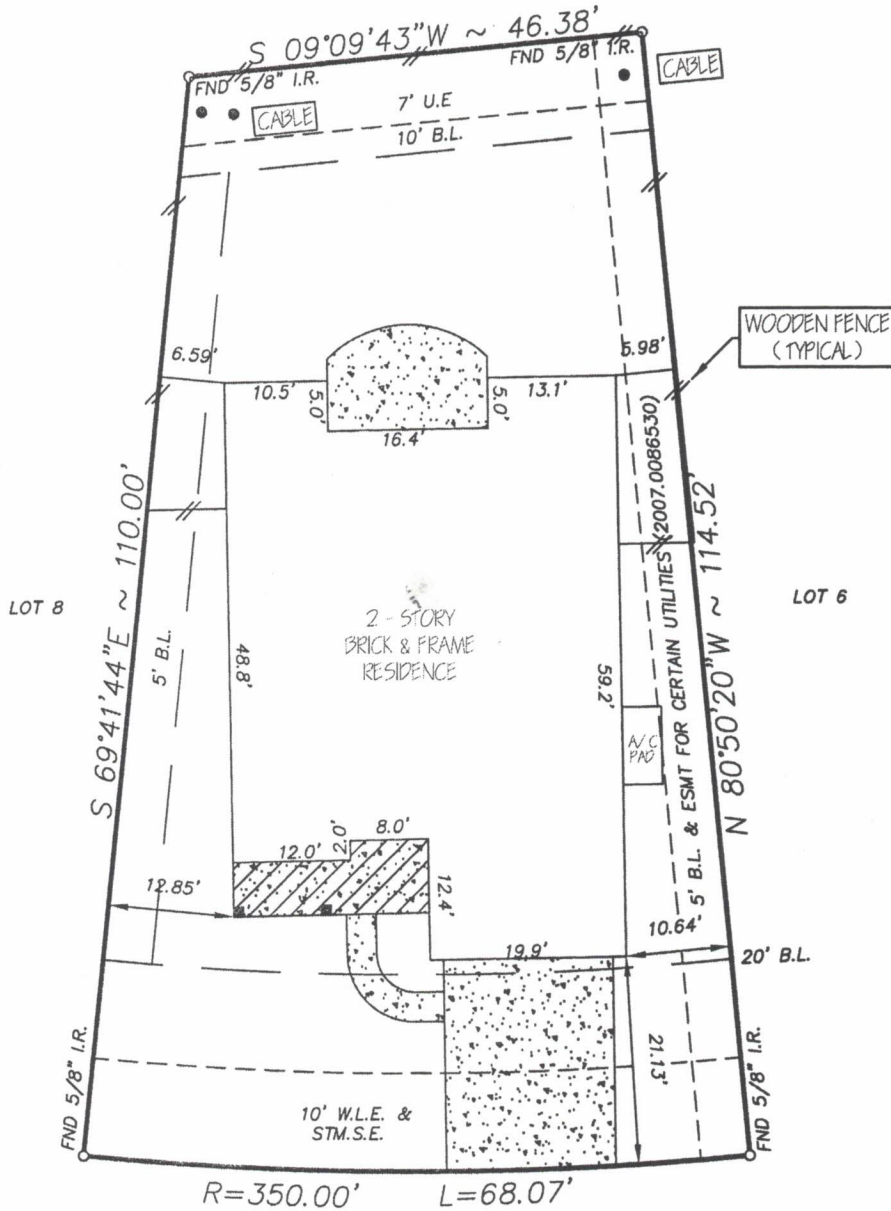 S 09°09'43"W ~ 46.38'
FND 5/8" I.R.
FND 5/8" I.R.
CABLE
CABLE
7' U.E
10' B.L.
WOODEN FENCE
(TYPICAL)
6.59'
5.98'
10.5'
5.0'
16.4'
5.0'
13.1'
S 69°41'44"E ~ 110.00'
N 80°50'20"W ~ 114.52'
5' B.L. & ESMT FOR CERTAIN UTILITIES (2007.0086530)
LOT 8
LOT 6
5' B.L.
48.8'
2 - STORY
BRICK & FRAME
RESIDENCE
59.2'
A/C
PAD
12.0'
2.0'
8.0'
12.4'
12.85'
10.64'
19.9'
20' B.L.
21.13'
FND 5/8" I.R.
FND 5/8" I.R.
10' W.L.E. &
STM.S.E.
R=350.00' L=68.07'